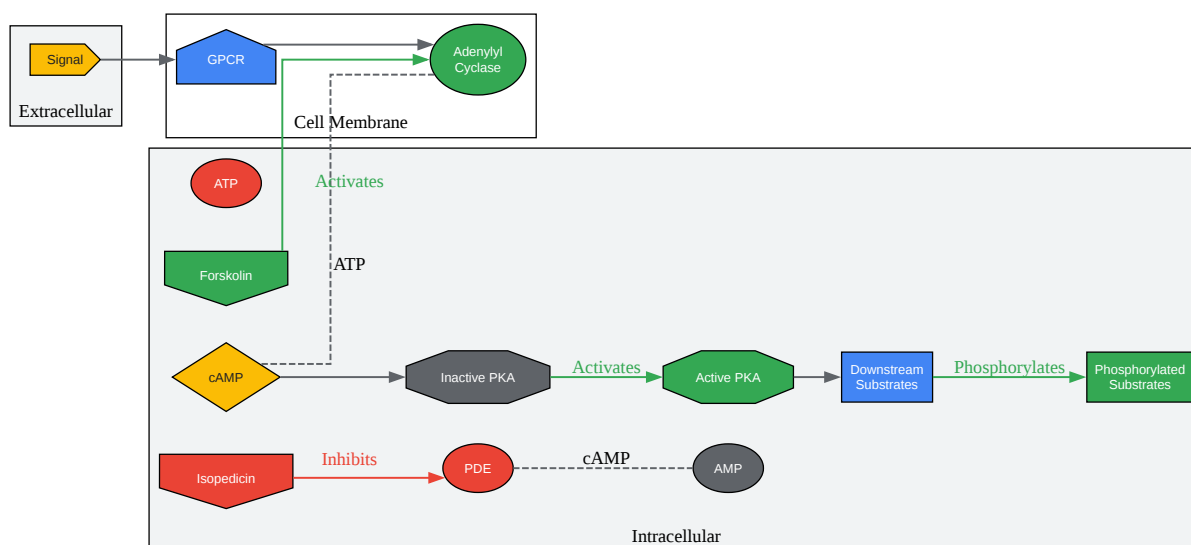 Signal
Extracellular
GPCR
Adenylyl
Cyclase
Cell Membrane
ATP
Activates
Forskolin
ATP
cAMP
Inactive PKA
Activates
Active PKA
Downstream
Substrates
Phosphorylates
Phosphorylated
Substrates
Isopedicin
Inhibits
PDE
cAMP
AMP
Intracellular